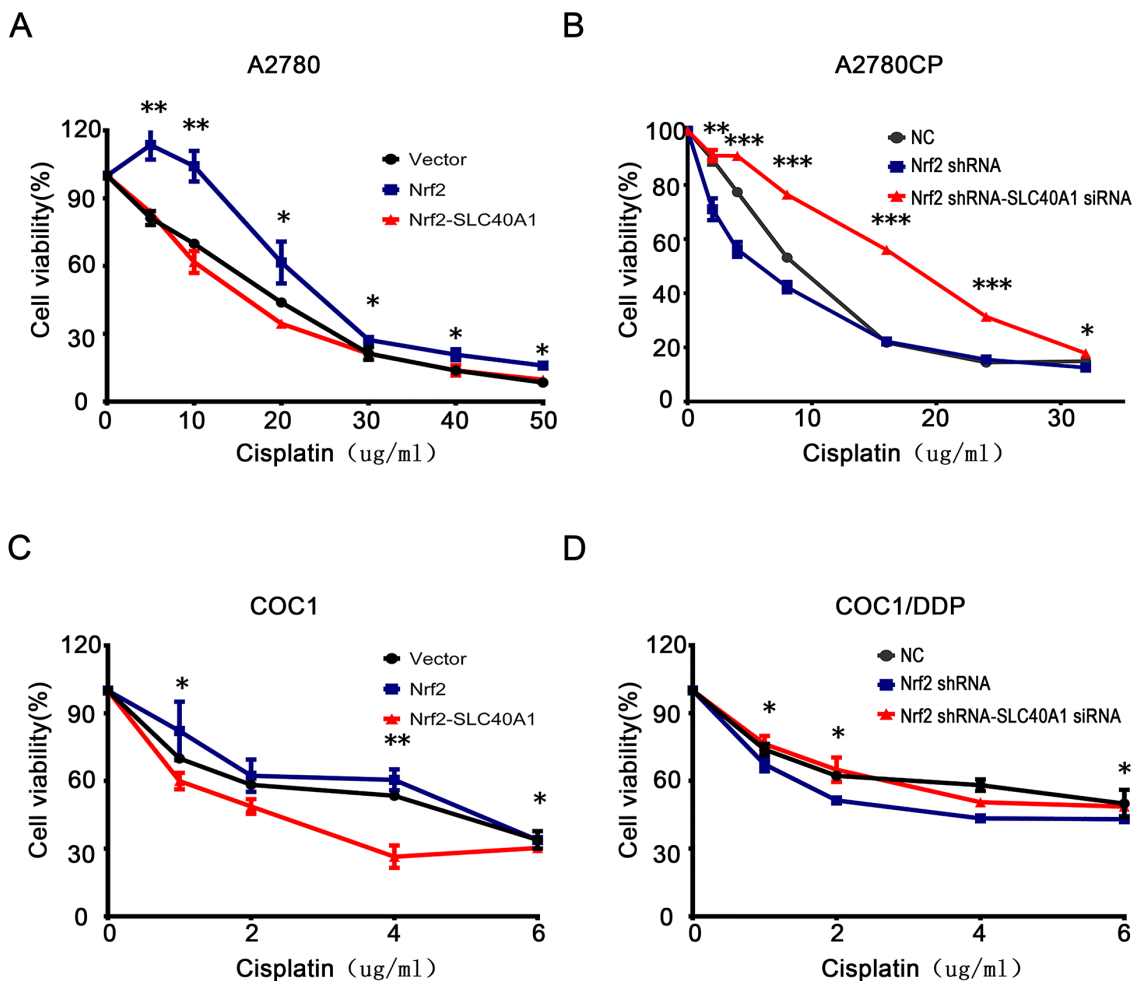 A
A2780
** ** * * * *
120
90
60
30
0
Cell viability(%)
Vector
Nrf2
Nrf2-SLC40A1
0 10 20 30 40 50
Cisplatin（ug/ml）
B
A2780CP
** *** *** *** *** *
100
80
60
40
20
0
Cell viability(%)
NC
Nrf2 shRNA
Nrf2 shRNA-SLC40A1 siRNA
0 10 20 30
Cisplatin（ug/ml）
C
COC1
* ** *
120
90
60
30
0
Cell viability(%)
Vector
Nrf2
Nrf2-SLC40A1
0 2 4 6
Cisplatin（ug/ml）
D
COC1/DDP
* * *
120
90
60
30
0
Cell viability(%)
NC
Nrf2 shRNA
Nrf2 shRNA-SLC40A1 siRNA
0 2 4 6
Cisplatin（ug/ml）